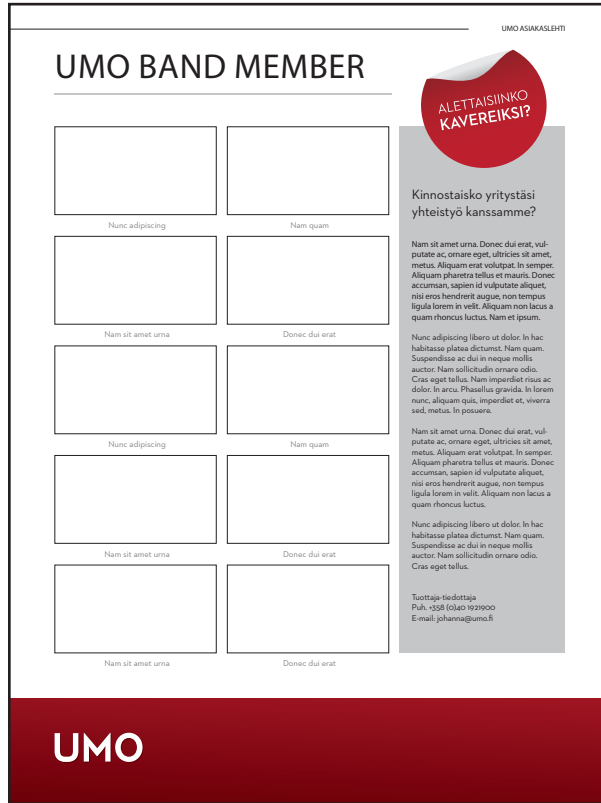 UMO ASIAKASLEHTI
UMO BAND MEMBER
ALETTAISIINKO
KAVEREIKSI?
Nunc adipiscing
Nam quam
Nam sit amet urna
Donec dui erat
Nunc adipiscing
Nam quam
Nam sit amet urna
Donec dui erat
Nam sit amet urna
Donec dui erat
Kinnostaisko yritystäsi
yhteistyö kanssamme?
Nam sit amet urna. Donec dui erat, vul-
putate ac, ornare eget, ultricies sit amet,
metus. Aliquam erat volutpat. In semper.
Aliquam pharetra tellus et mauris. Donec
accumsan, sapien id vulputate aliquet,
nisi eros hendrerit augue, non tempus
ligula lorem in velit. Aliquam non lacus a
quam rhoncus luctus. Nam et ipsum.
Nunc adipiscing libero ut dolor. In hac
habitasse platea dictumst. Nam quam.
Suspendisse ac dui in neque mollis
auctor. Nam sollicitudin ornare odio.
Cras eget tellus. Nam imperdiet risus ac
dolor. In arcu. Phasellus gravida. In lorem
nunc, aliquam quis, imperdiet et, viverra
sed, metus. In posuere.
Nam sit amet urna. Donec dui erat, vul-
putate ac, ornare eget, ultricies sit amet,
metus. Aliquam erat volutpat. In semper.
Aliquam pharetra tellus et mauris. Donec
accumsan, sapien id vulputate aliquet,
nisi eros hendrerit augue, non tempus
ligula lorem in velit. Aliquam non lacus a
quam rhoncus luctus.
Nunc adipiscing libero ut dolor. In hac
habitasse platea dictumst. Nam quam.
Suspendisse ac dui in neque mollis
auctor. Nam sollicitudin ornare odio.
Cras eget tellus.
Tuottaja-tiedottaja
Puh. +358 (0)40 1921900
E-mail: johanna@umo.fi
UMO